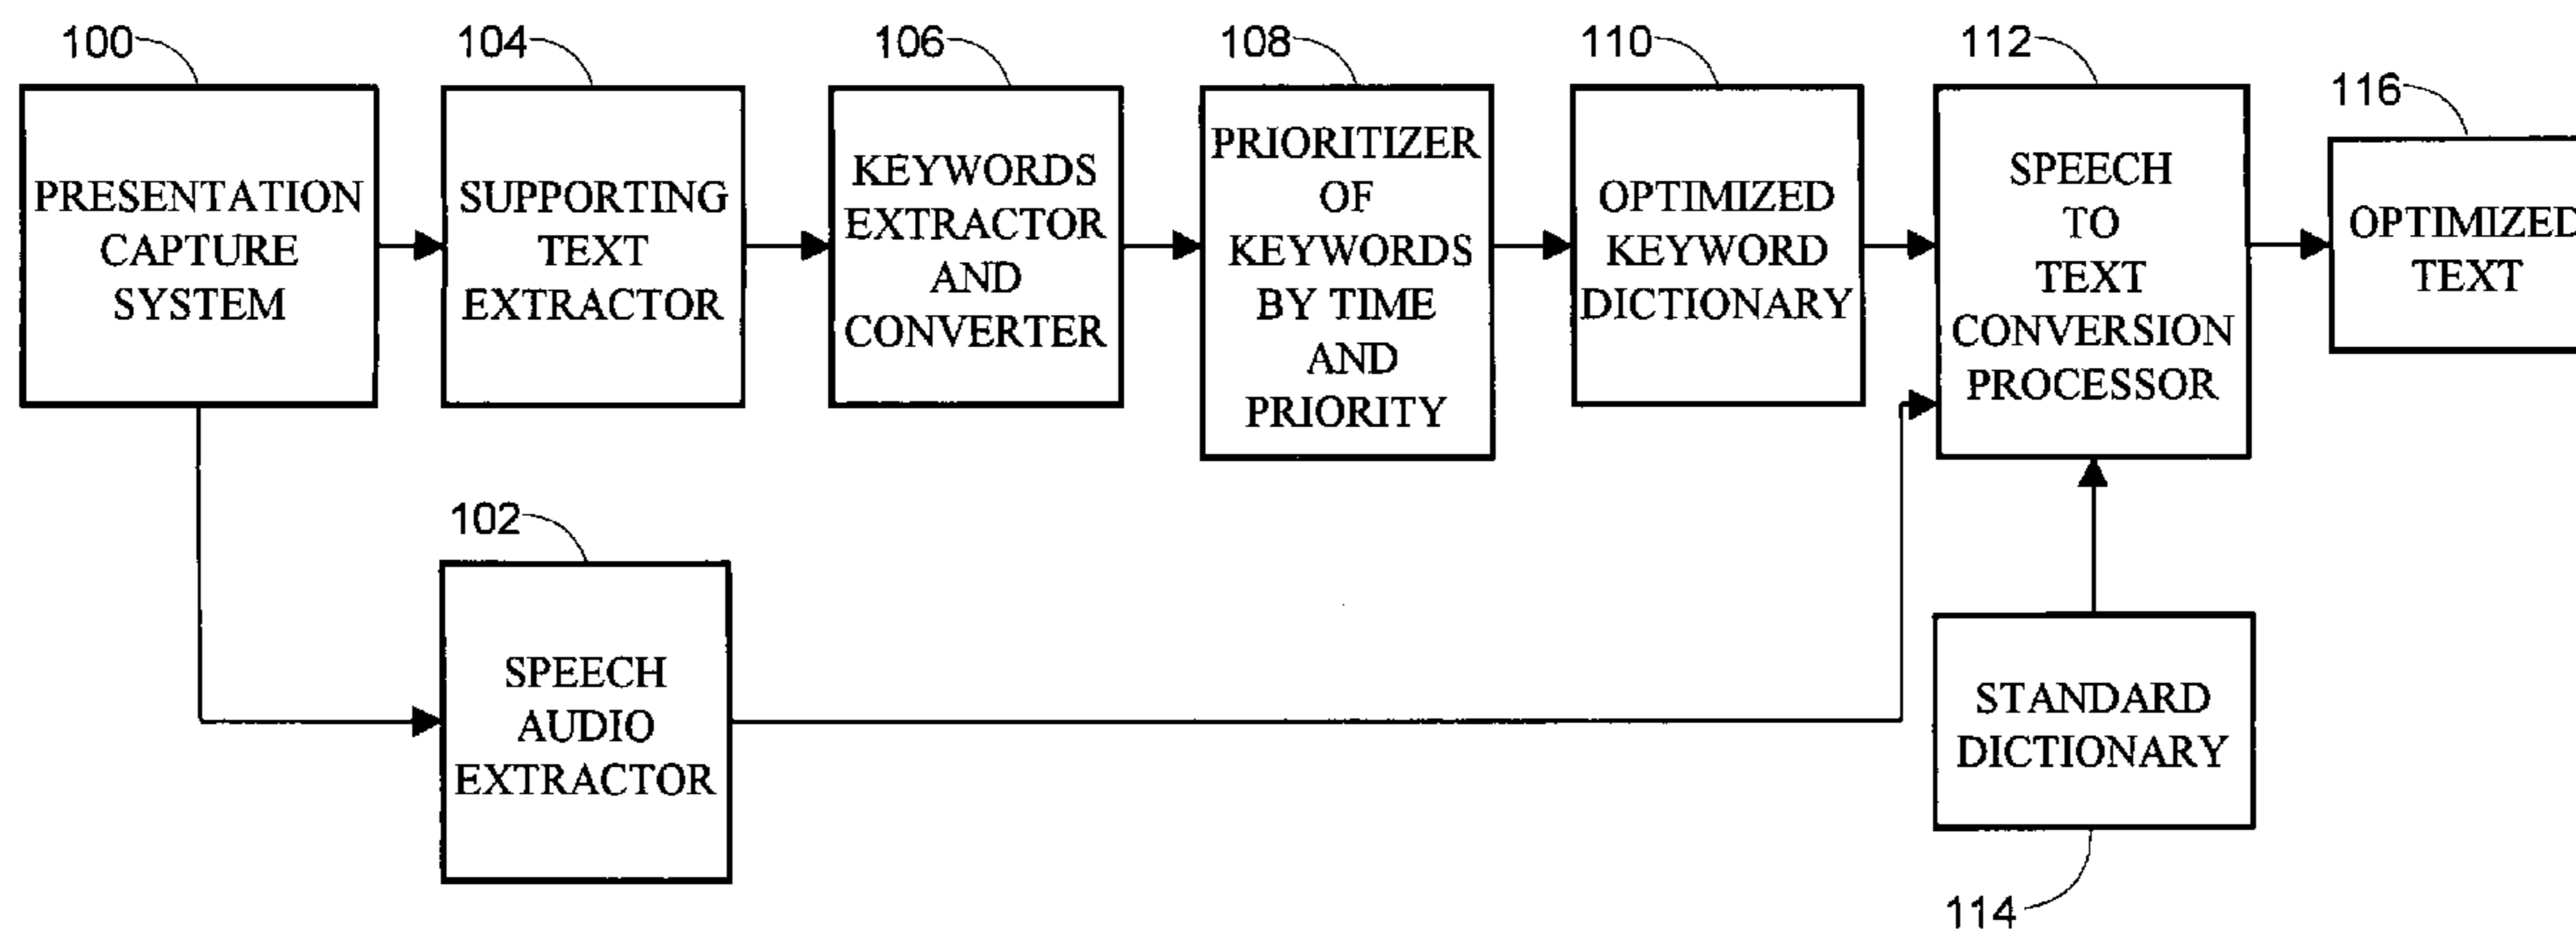 100
PRESENTATION
CAPTURE
SYSTEM
104
SUPPORTING
TEXT
EXTRACTOR
106
KEYWORDS
EXTRACTOR
AND
CONVERTER
108
PRIORITIZER
OF
KEYWORDS
BY TIME
AND
PRIORITY
110
OPTIMIZED
KEYWORD
DICTIONARY
112
SPEECH
TO
TEXT
CONVERSION
PROCESSOR
116
OPTIMIZED
TEXT
102
SPEECH
AUDIO
EXTRACTOR
STANDARD
DICTIONARY
114